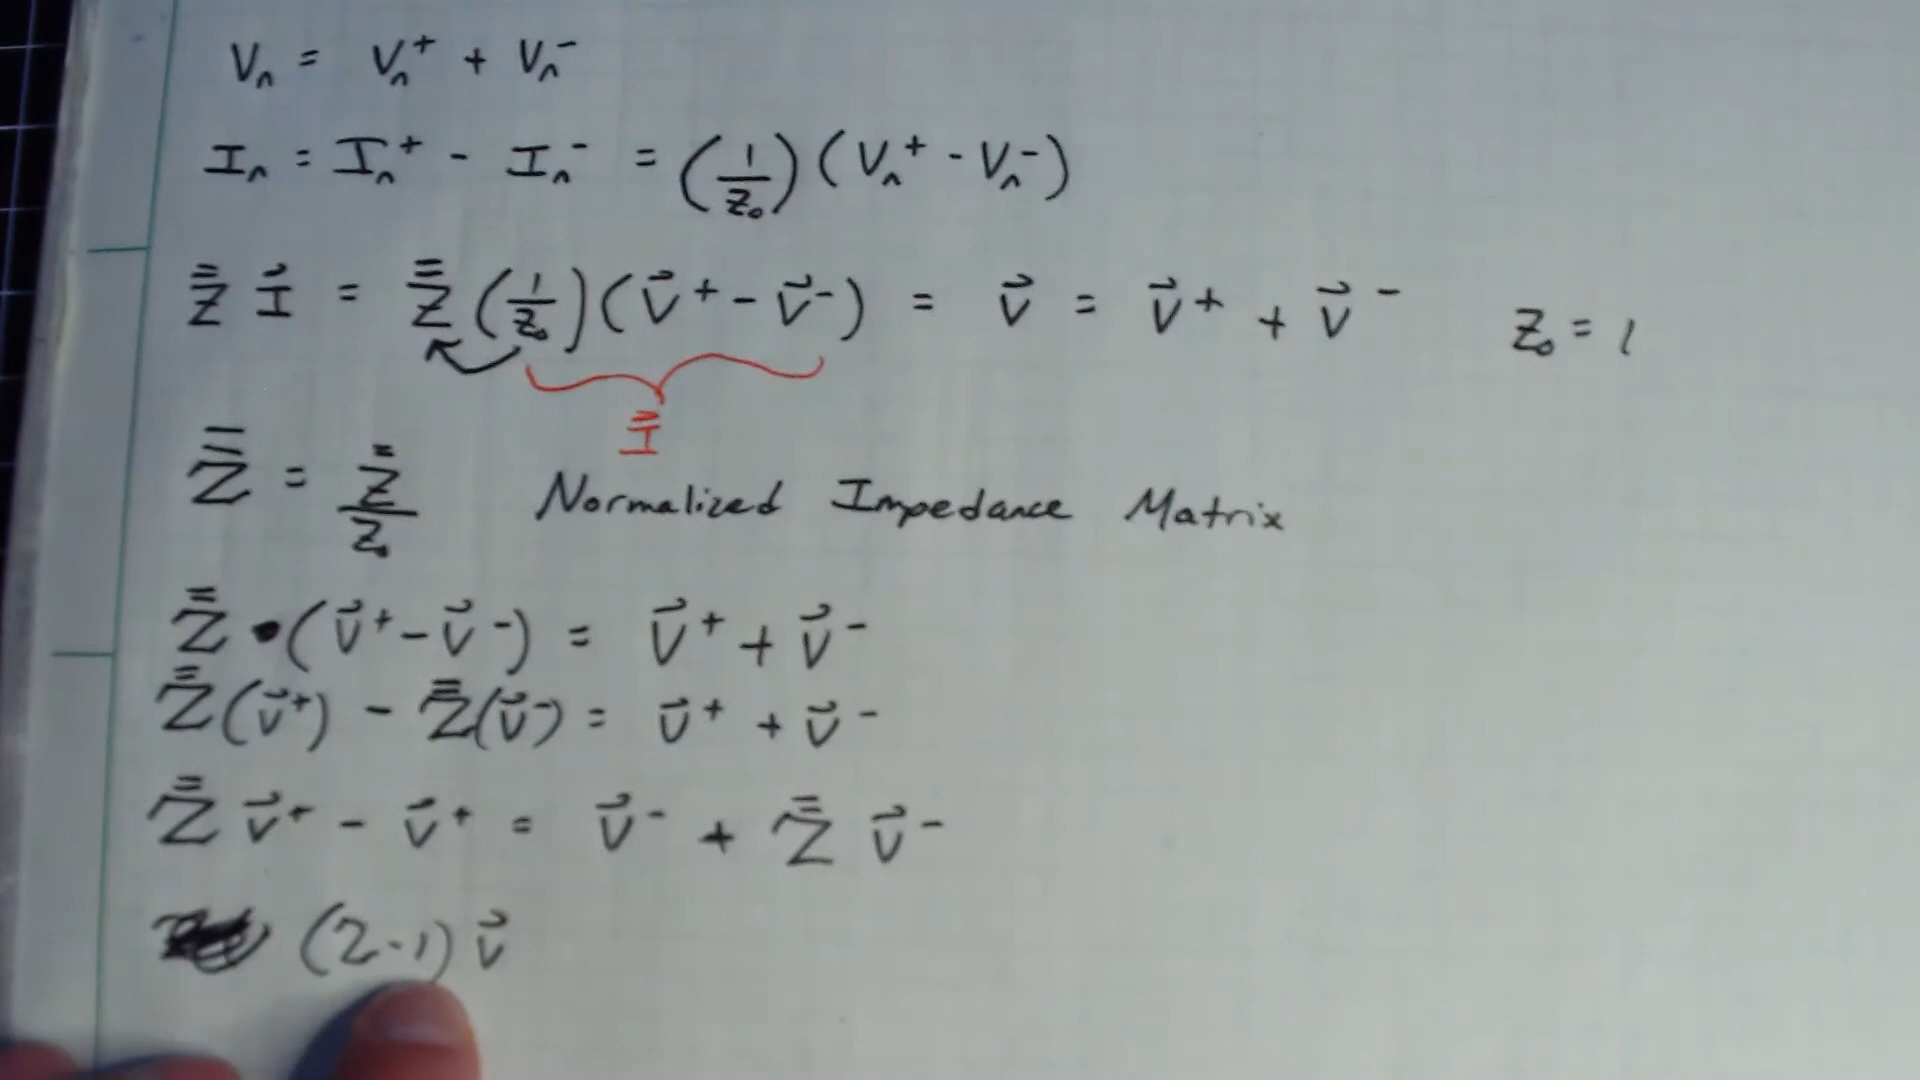 Vₙ = Vₙ⁺ + Vₙ⁻
Iₙ = Iₙ⁺ - Iₙ⁻ = (1/Z₀)(Vₙ⁺ - Vₙ⁻)
Z̿ I⃗ = Z̿ (1/Z₀)(V⃗⁺ - V⃗⁻) = V⃗ = V⃗⁺ + V⃗⁻ Z₀ = 1
I̿
Z̿ = Z̿/Z₀ Normalized Impedance Matrix
Z̿ • (V⃗⁺ - V⃗⁻) = V⃗⁺ + V⃗⁻
Z̿(V⃗⁺) - Z̿(V⃗⁻) = V⃗⁺ + V⃗⁻
Z̿ V⃗⁺ - V⃗⁺ = V⃗⁻ + Z̿ V⃗⁻
(Z-1) V⃗